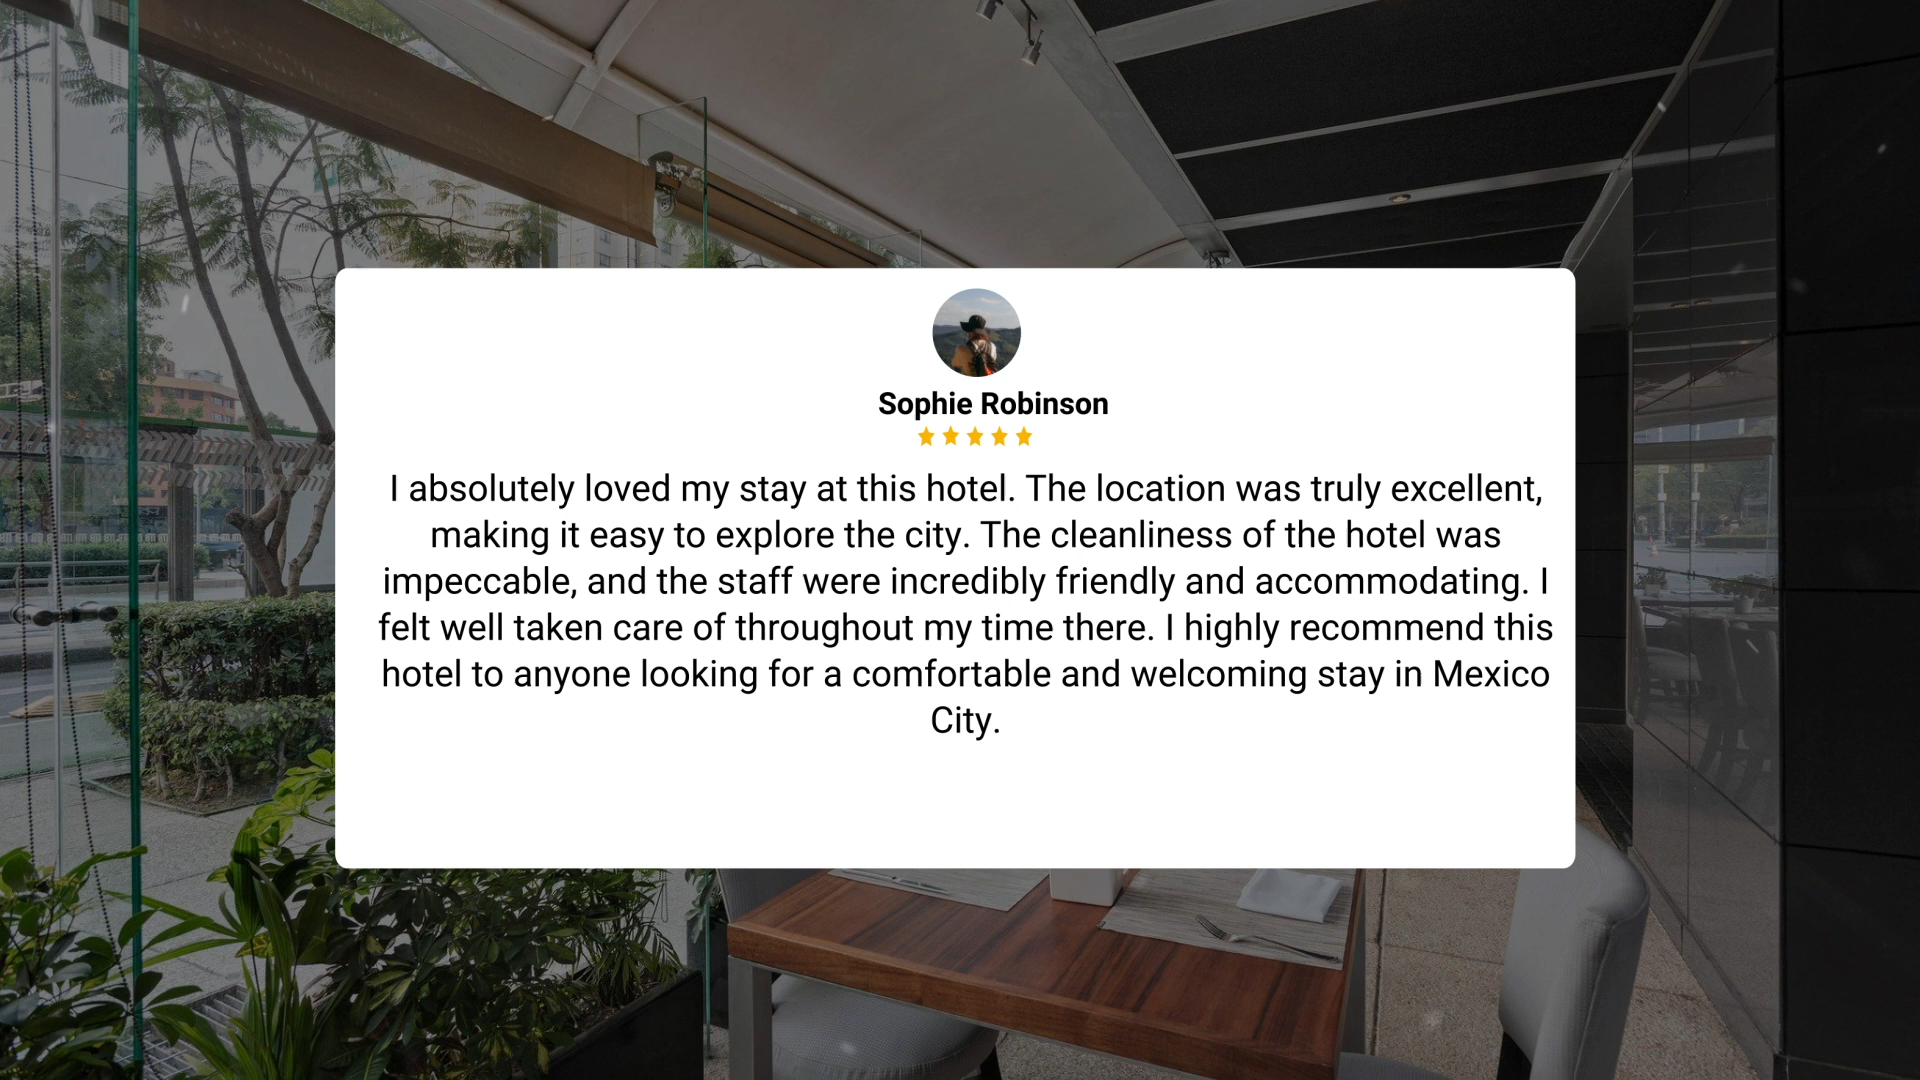 Sophie Robinson
I absolutely loved my stay at this hotel. The location was truly excellent,
making it easy to explore the city. The cleanliness of the hotel was
impeccable, and the staff were incredibly friendly and accommodating. I
felt well taken care of throughout my time there. I highly recommend this
hotel to anyone looking for a comfortable and welcoming stay in Mexico
City.